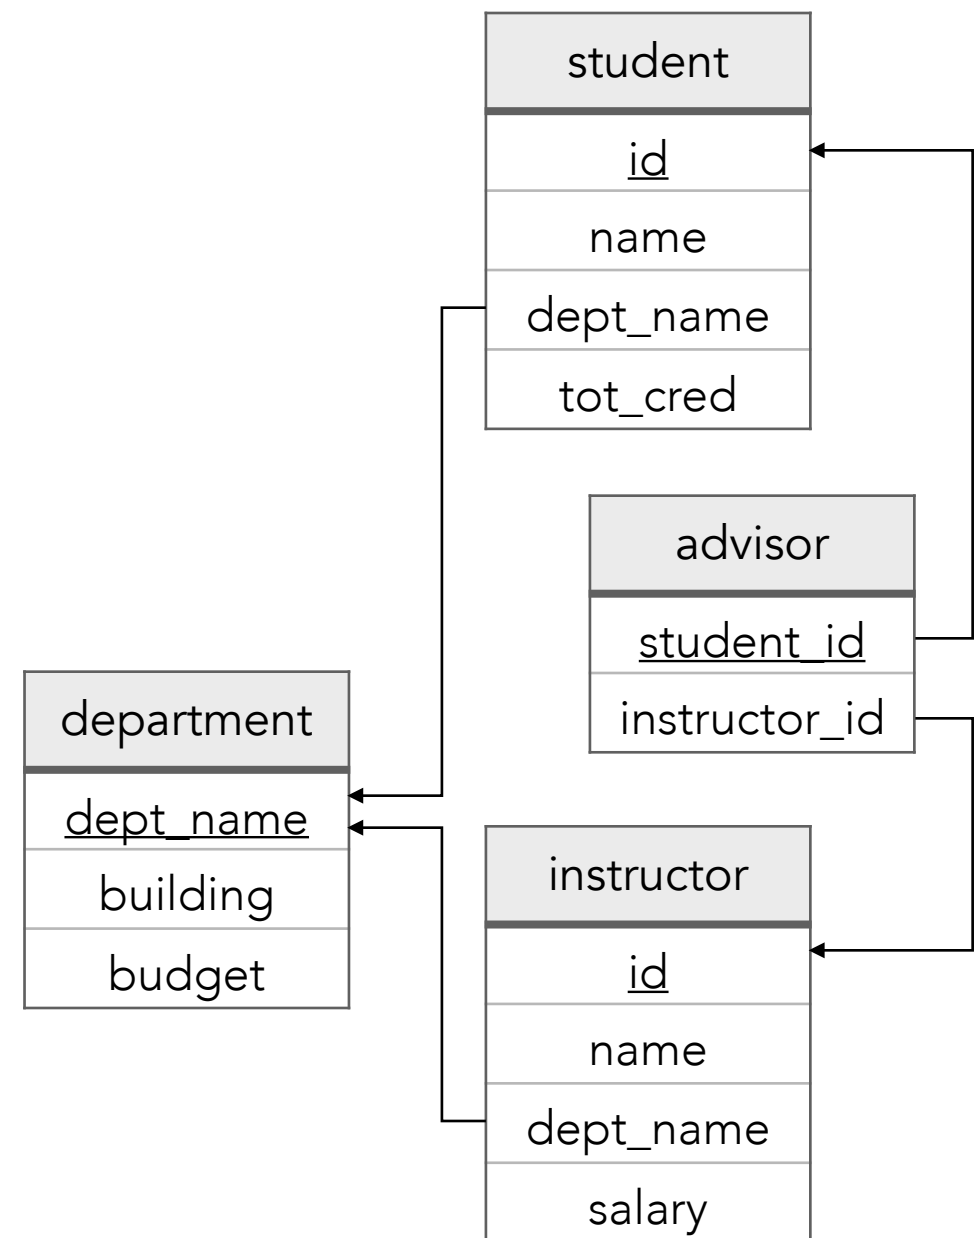 student
id
name
dept_name
tot_cred
advisor
student_id
instructor_id
department
dept_name
building
budget
instructor
id
name
dept_name
salary